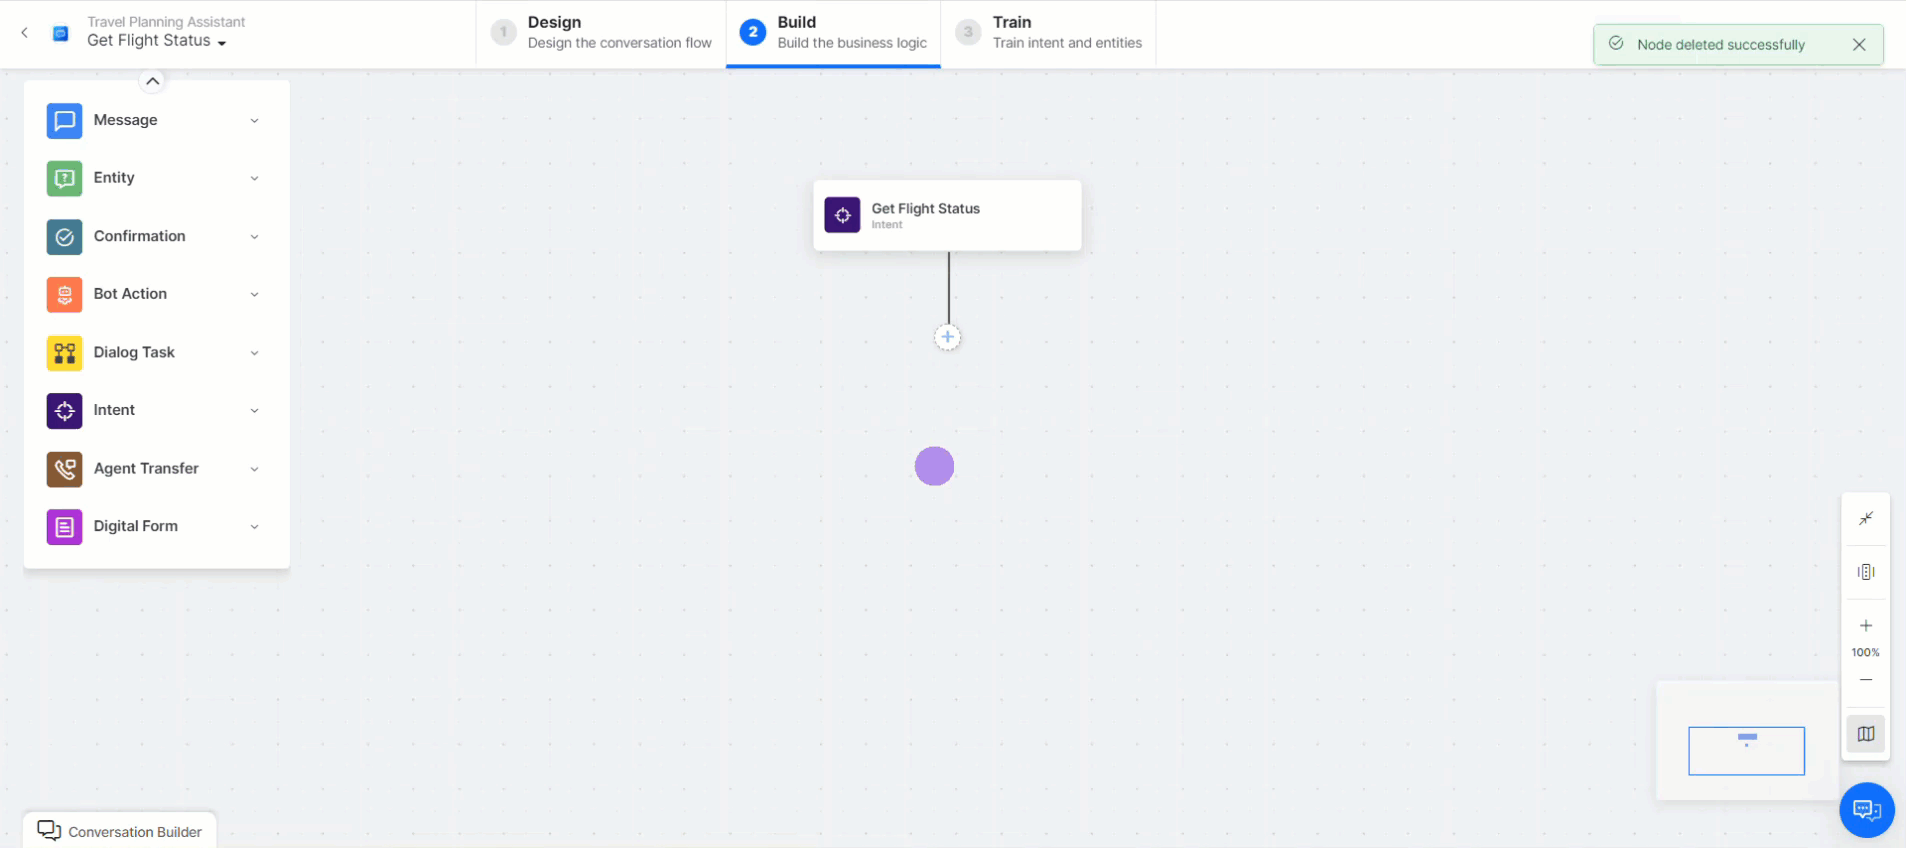 Travel Planning Assistant
Get Flight Status
1
Design
Design the conversation flow
2
Build
Build the business logic
3
Train
Train intent and entities
Node deleted successfully
Message
Entity
Confirmation
Bot Action
Dialog Task
Intent
Agent Transfer
Digital Form
Get Flight Status
Intent
100%
Conversation Builder